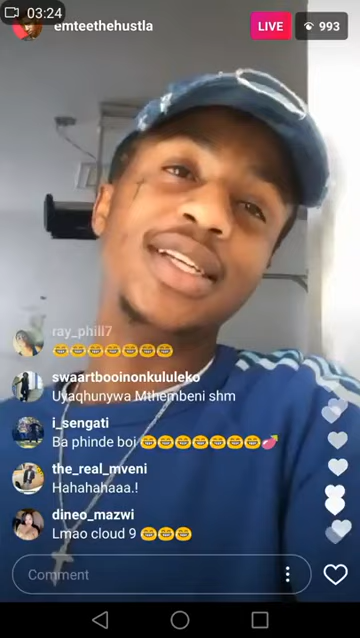 03:24
emteethehustla
LIVE
993
ray_phill7
😂😂😂😂😂😂😂
swaartbooinonkululeko
Uyaqhunywa Mthembeni shm
i_sengati
Ba phinde boi 😂😂😂😂😂😂😂🍠
the_real_mveni
Hahahahaaa.!
dineo_mazwi
Lmao cloud 9 😂😂😂
Comment